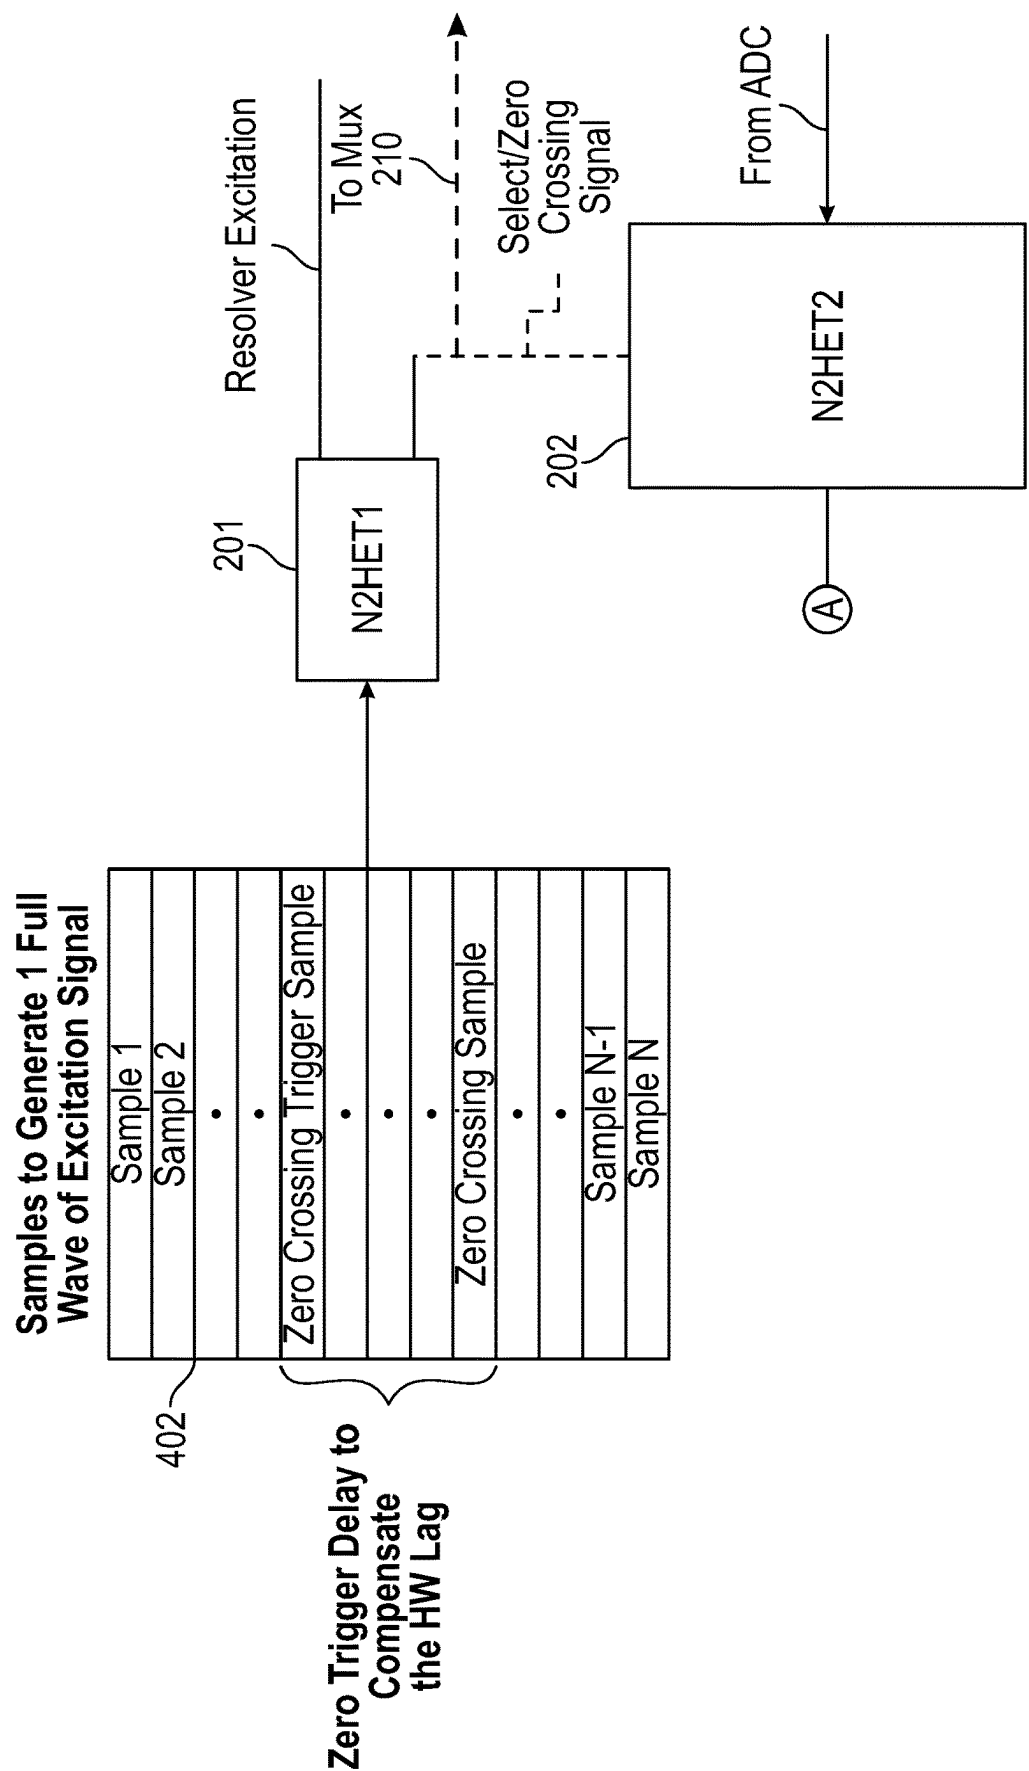 Samples to Generate 1 Full
Wave of Excitation Signal
Sample 1
Sample 2
Zero Crossing Trigger Sample
Zero Crossing Sample
Sample N-1
Sample N
402
Zero Trigger Delay to
Compensate
the HW Lag
201
N2HET1
Resolver Excitation
To Mux
210
Select/Zero
Crossing
Signal
202
N2HET2
From ADC
A